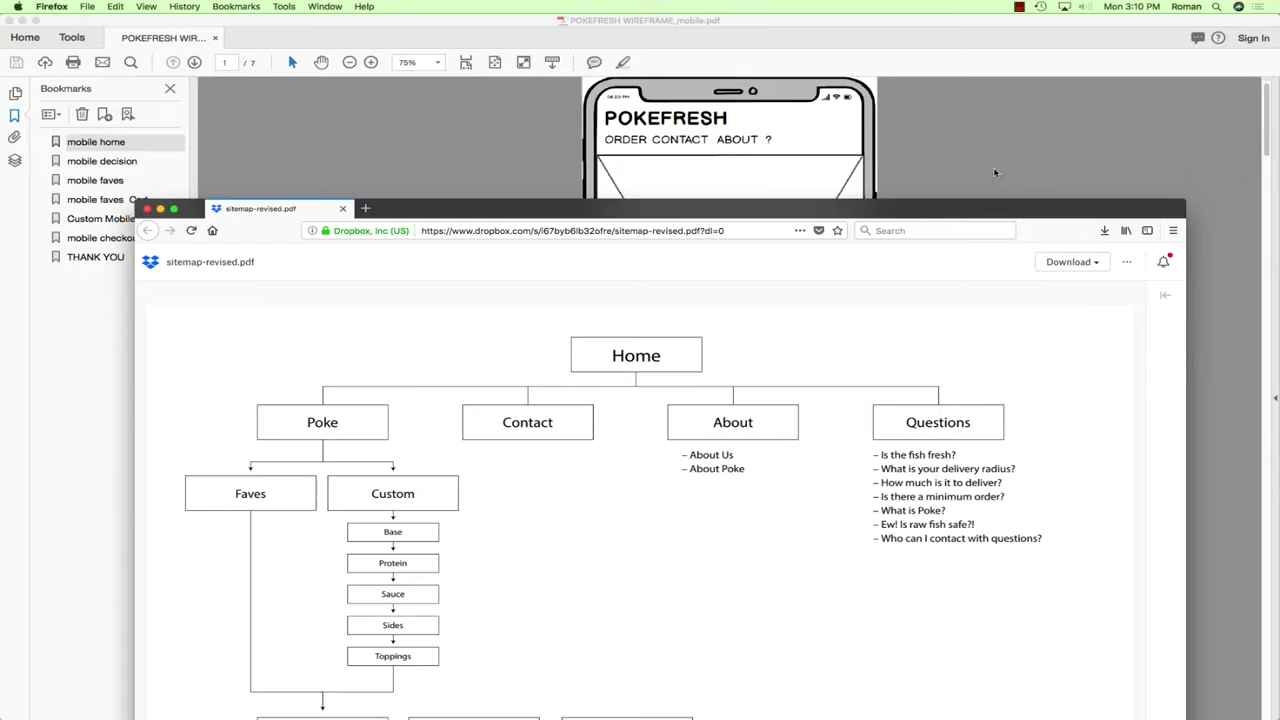 Firefox File Edit View History Bookmarks Tools Window Help Mon 3:10 PM Roman
POKEFRESH WIREFRAME_mobile.pdf
Home Tools POKEFRESH WIR... × Sign In
1 / 7 75%
Bookmarks
mobile home
mobile decision
mobile faves
mobile faves
Custom Mobile
mobile checko
THANK YOU
POKEFRESH
ORDER CONTACT ABOUT ?
sitemap-revised.pdf
Dropbox, Inc (US) https://www.dropbox.com/s/i67byb6lb32ofre/sitemap-revised.pdf?dl=0 Search
sitemap-revised.pdf Download
Home
Poke Contact About Questions
– About Us
– About Poke
– Is the fish fresh?
– What is your delivery radius?
– How much is it to deliver?
– Is there a minimum order?
– What is Poke?
– Ew! Is raw fish safe?!
– Who can I contact with questions?
Faves Custom
Base
Protein
Sauce
Sides
Toppings